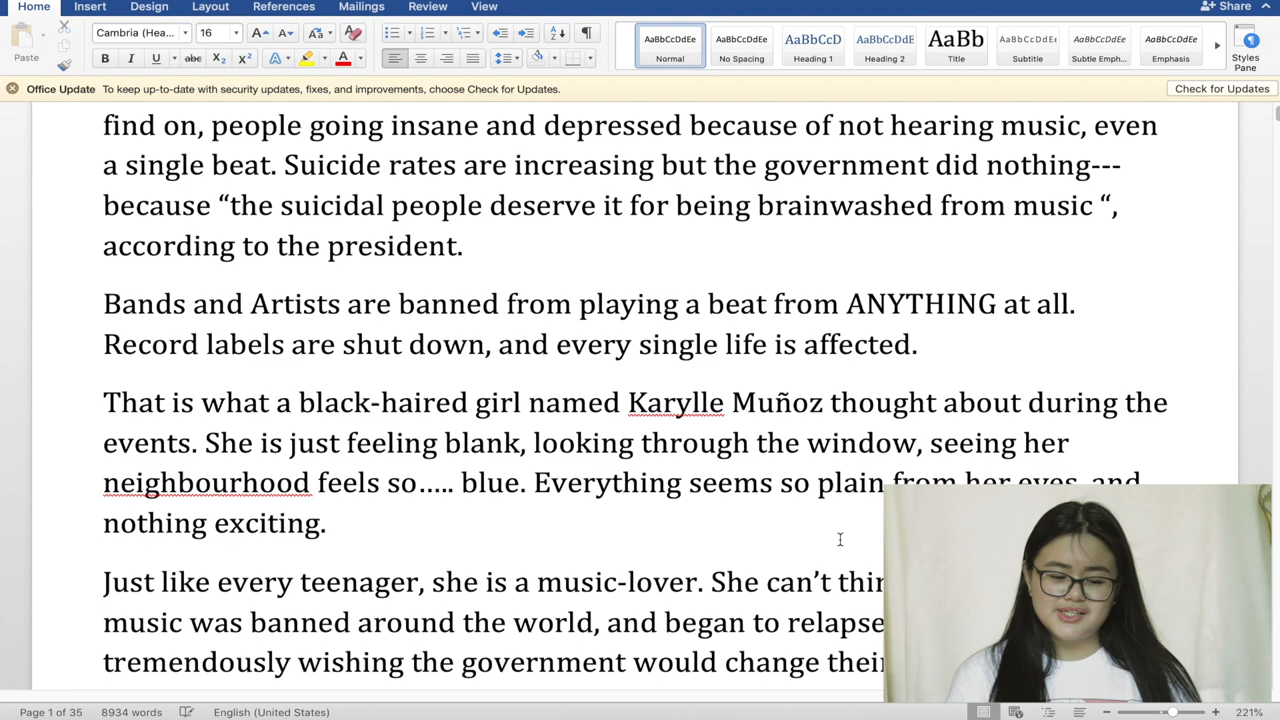 Home Insert Design Layout References Mailings Review View Share
Cambria (Hea... 16
Paste
AaBbCcDdEe AaBbCcDdEe AaBbCcD AaBbCcDdE AaBb AaBbCcDdE AaBbCcDdEe AaBbCcDdEe
Normal No Spacing Heading 1 Heading 2 Title Subtitle Subtle Emph... Emphasis Styles Pane
Office Update To keep up-to-date with security updates, fixes, and improvements, choose Check for Updates. Check for Updates
find on, people going insane and depressed because of not hearing music, even
a single beat. Suicide rates are increasing but the government did nothing---
because “the suicidal people deserve it for being brainwashed from music “,
according to the president.
Bands and Artists are banned from playing a beat from ANYTHING at all.
Record labels are shut down, and every single life is affected.
That is what a black-haired girl named Karylle Muñoz thought about during the
events. She is just feeling blank, looking through the window, seeing her
neighbourhood feels so..... blue. Everything seems so plain from her eyes, and
nothing exciting.
Just like every teenager, she is a music-lover. She can’t
music was banned around the world, and began to relapse
tremendously wishing the government would change
Page 1 of 35 8934 words English (United States) 221%